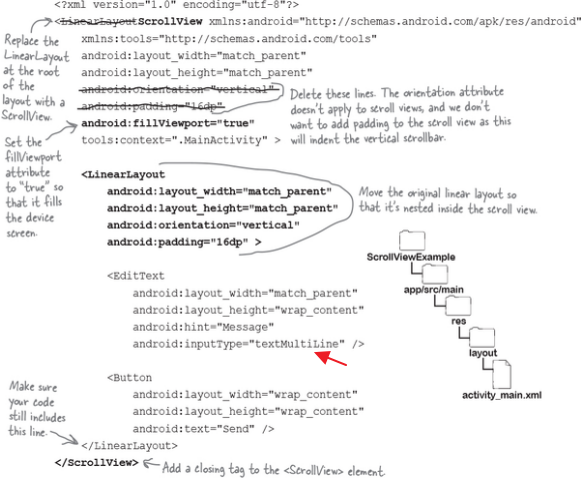 <?xml version="1.0" encoding="utf-8"?>
<LinearLayoutScrollView xmlns:android="http://schemas.android.com/apk/res/android"
xmlns:tools="http://schemas.android.com/tools"
android:layout_width="match_parent"
android:layout_height="match_parent"
android:orientation="vertical"
android:padding="16dp"
android:fillViewport="true"
tools:context=".MainActivity" >
Replace the
LinearLayout
at the root
of the
layout with a
ScrollView.
Set the
fillViewport
attribute
to "true" so
that it fills
the device
screen.
Delete these lines. The orientation attribute
doesn't apply to scroll views, and we don't
want to add padding to the scroll view as this
will indent the vertical scrollbar.
<LinearLayout
android:layout_width="match_parent"
android:layout_height="match_parent"
android:orientation="vertical"
android:padding="16dp" >
Move the original linear layout so
that it's nested inside the scroll view.
<EditText
android:layout_width="match_parent"
android:layout_height="wrap_content"
android:hint="Message"
android:inputType="textMultiLine" />
ScrollViewExample
app/src/main
res
layout
activity_main.xml
<Button
android:layout_width="wrap_content"
android:layout_height="wrap_content"
android:text="Send" />
Make sure
your code
still includes
this line.
</LinearLayout>
</ScrollView>
Add a closing tag to the <ScrollView> element.